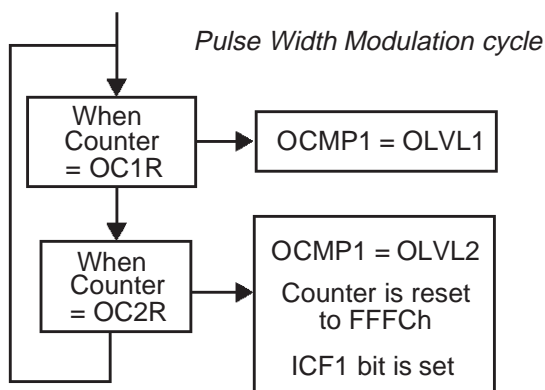 Pulse Width Modulation cycle
When
Counter
= OC1R
OCMP1 = OLVL1
When
Counter
= OC2R
OCMP1 = OLVL2
Counter is reset
to FFFCh
ICF1 bit is set